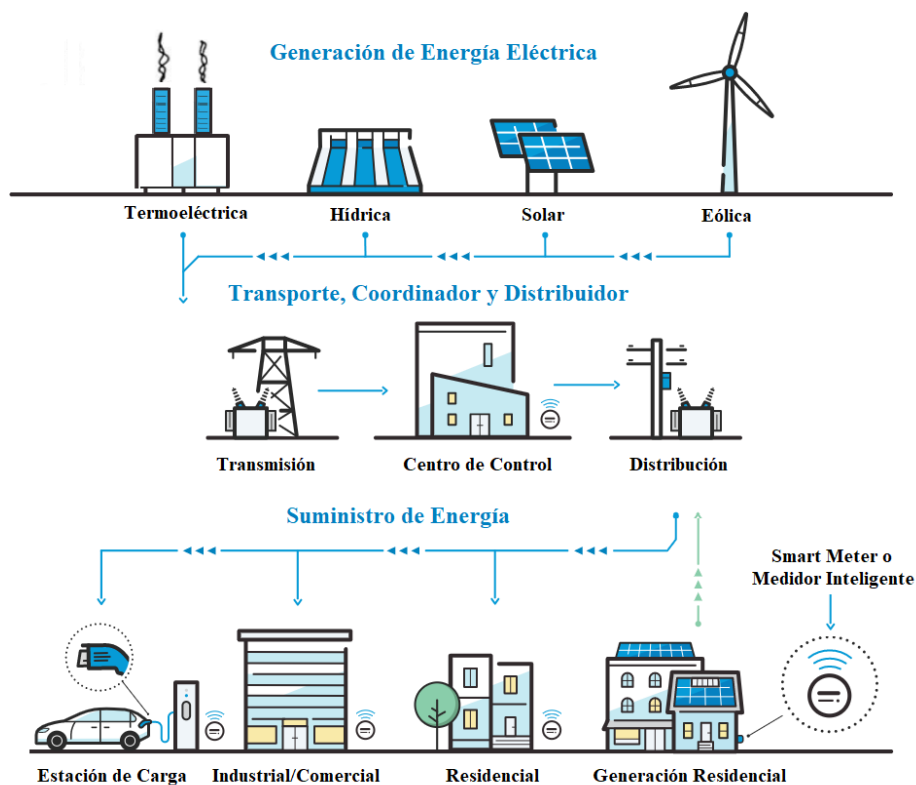 Generación de Energía Eléctrica
Termoeléctrica
Hídrica
Solar
Eólica
Transporte, Coordinador y Distribuidor
Transmisión
Centro de Control
Distribución
Suministro de Energía
Smart Meter o
Medidor Inteligente
Estación de Carga
Industrial/Comercial
Residencial
Generación Residencial